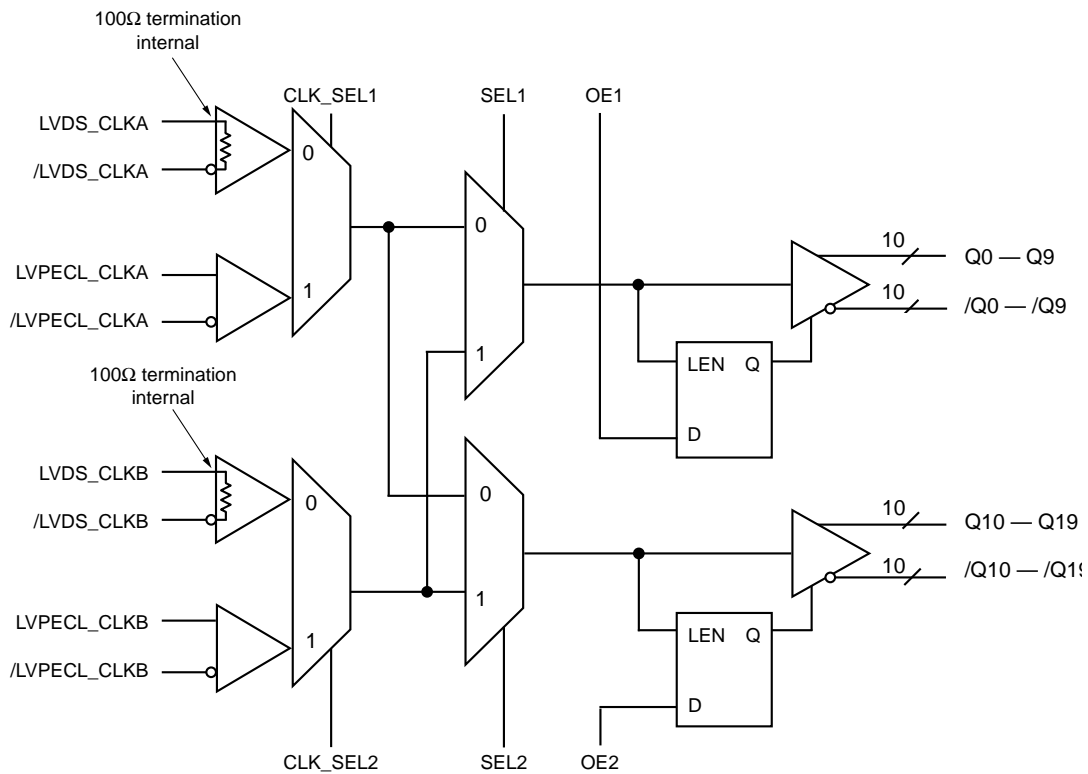 100Ω termination
internal
CLK_SEL1
SEL1
OE1
LVDS_CLKA
/LVDS_CLKA
0
LVPECL_CLKA
/LVPECL_CLKA
1
0
1
10
Q0 — Q9
10
/Q0 — /Q9
LEN Q
D
100Ω termination
internal
LVDS_CLKB
/LVDS_CLKB
0
LVPECL_CLKB
/LVPECL_CLKB
1
0
1
10
Q10 — Q19
10
/Q10 — /Q19
LEN Q
D
CLK_SEL2
SEL2
OE2